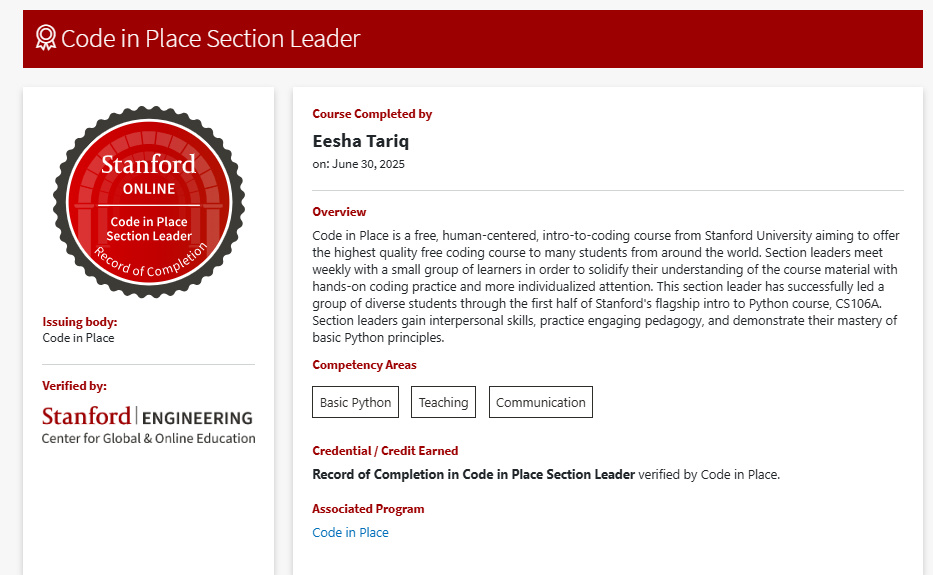 Code in Place Section Leader
Stanford
ONLINE
Code in Place
Section Leader
Record of Completion
Issuing body:
Code in Place
Verified by:
Stanford | ENGINEERING
Center for Global & Online Education
Course Completed by
Eesha Tariq
on: June 30, 2025
Overview
Code in Place is a free, human-centered, intro-to-coding course from Stanford University aiming to offer
the highest quality free coding course to many students from around the world. Section leaders meet
weekly with a small group of learners in order to solidify their understanding of the course material with
hands-on coding practice and more individualized attention. This section leader has successfully led a
group of diverse students through the first half of Stanford's flagship intro to Python course, CS106A.
Section leaders gain interpersonal skills, practice engaging pedagogy, and demonstrate their mastery of
basic Python principles.
Competency Areas
Basic Python Teaching Communication
Credential / Credit Earned
Record of Completion in Code in Place Section Leader verified by Code in Place.
Associated Program
Code in Place